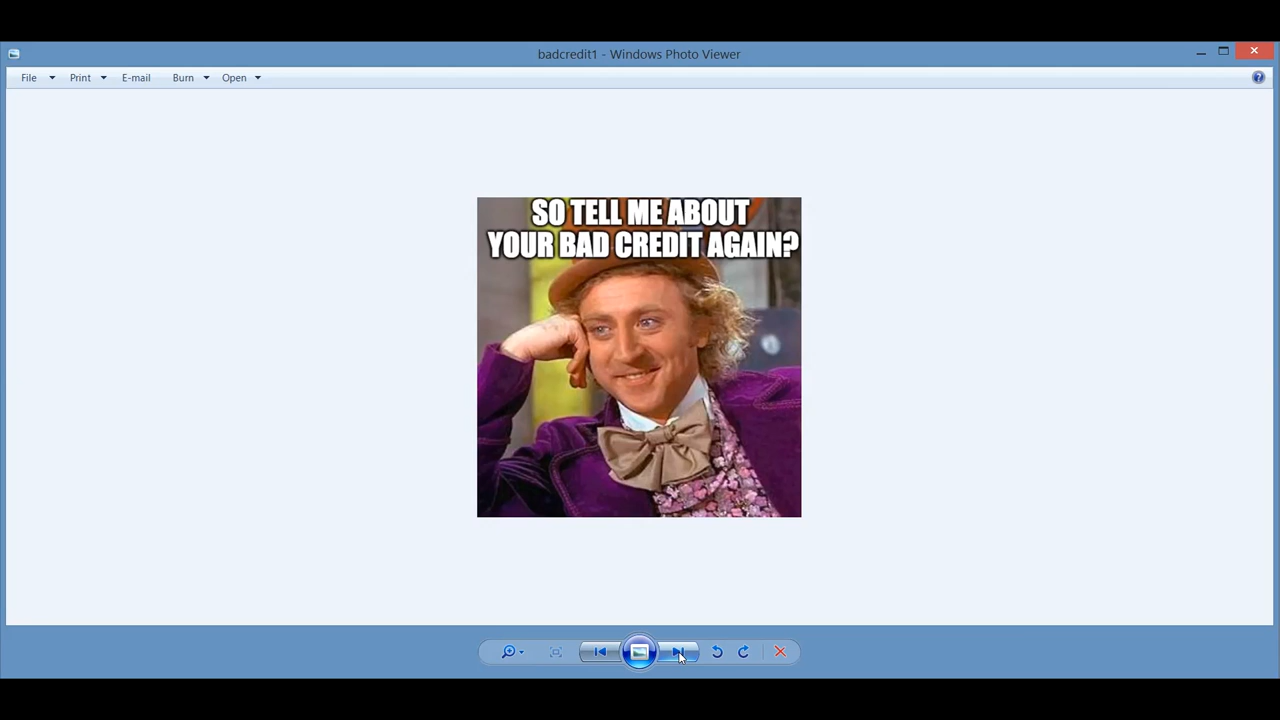 badcredit1 - Windows Photo Viewer
File Print E-mail Burn Open
SO TELL ME ABOUT
YOUR BAD CREDIT AGAIN?